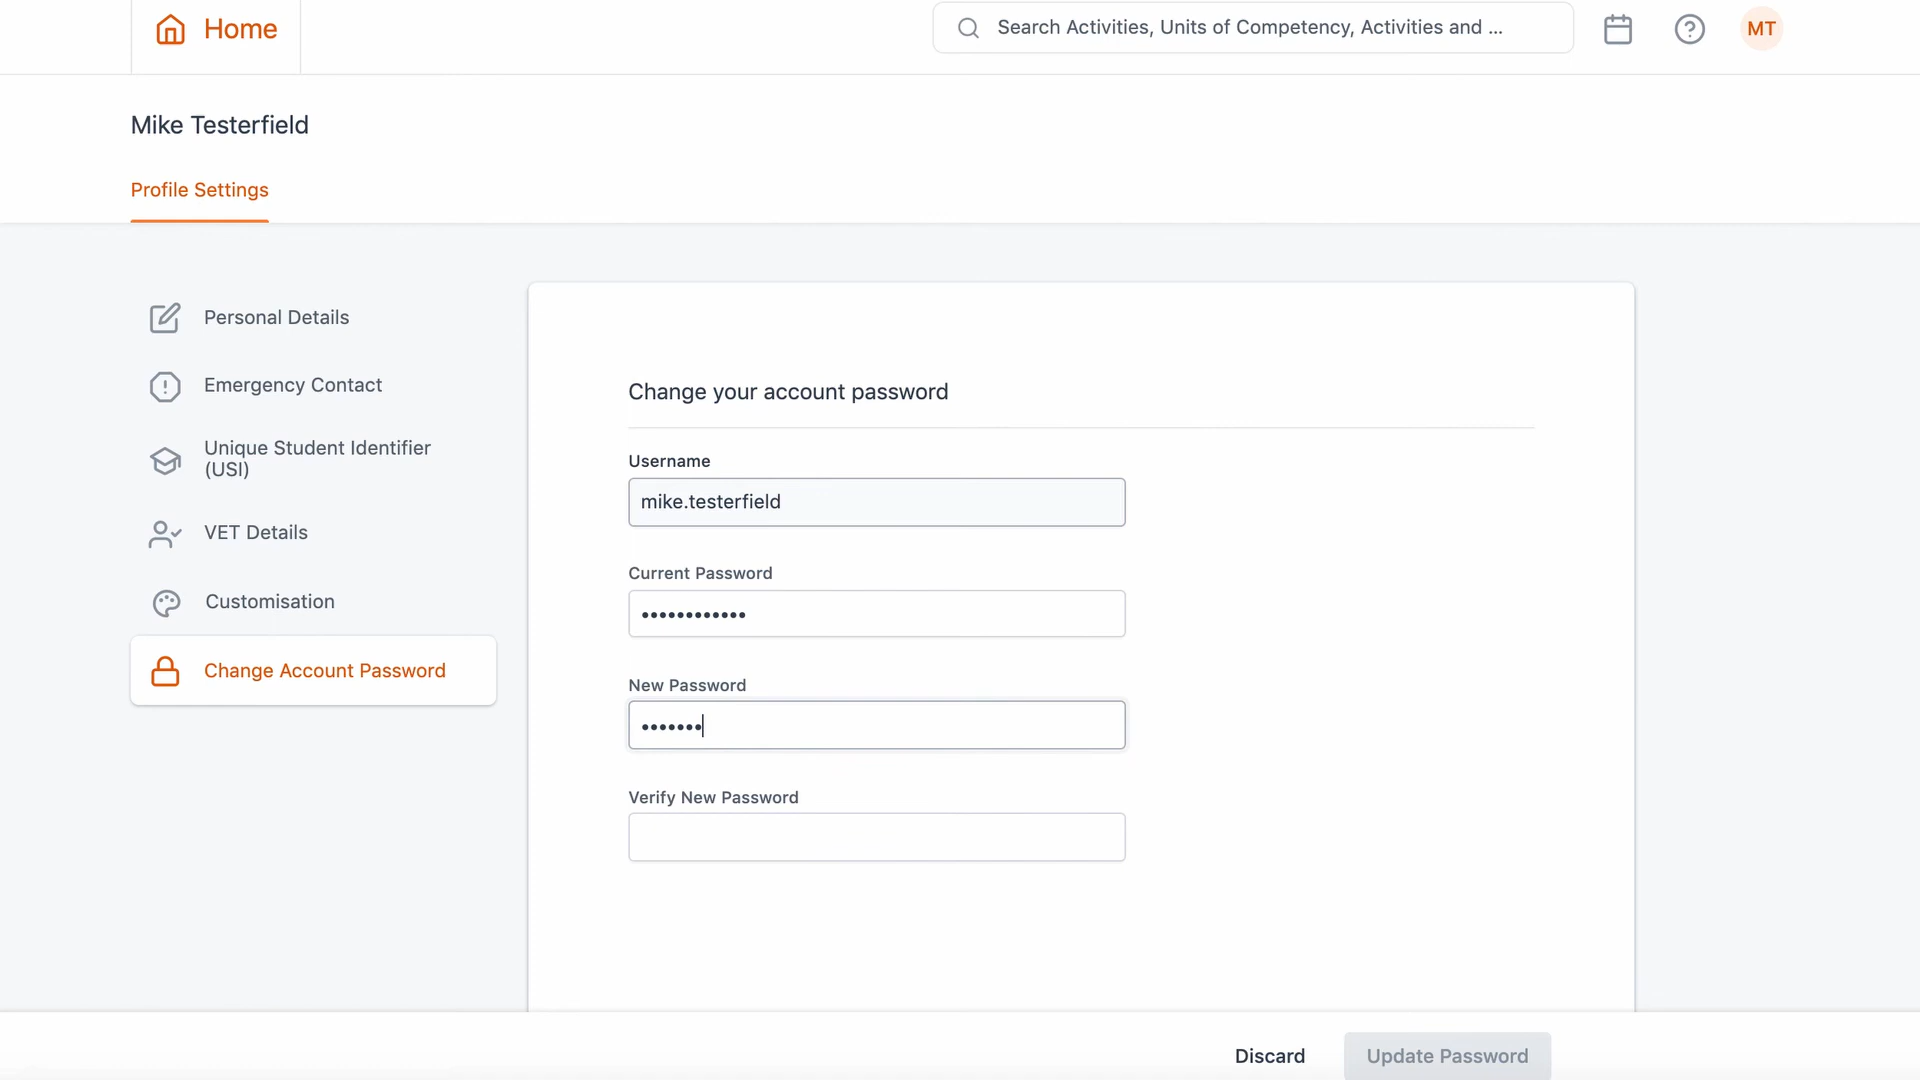 Home
Search Activities, Units of Competency, Activities and ...
MT
Mike Testerfield
Profile Settings
Personal Details
Emergency Contact
Unique Student Identifier
(USI)
VET Details
Customisation
Change Account Password
Change your account password
Username
mike.testerfield
Current Password
••••••••••••
New Password
•••••••
Verify New Password
Discard
Update Password